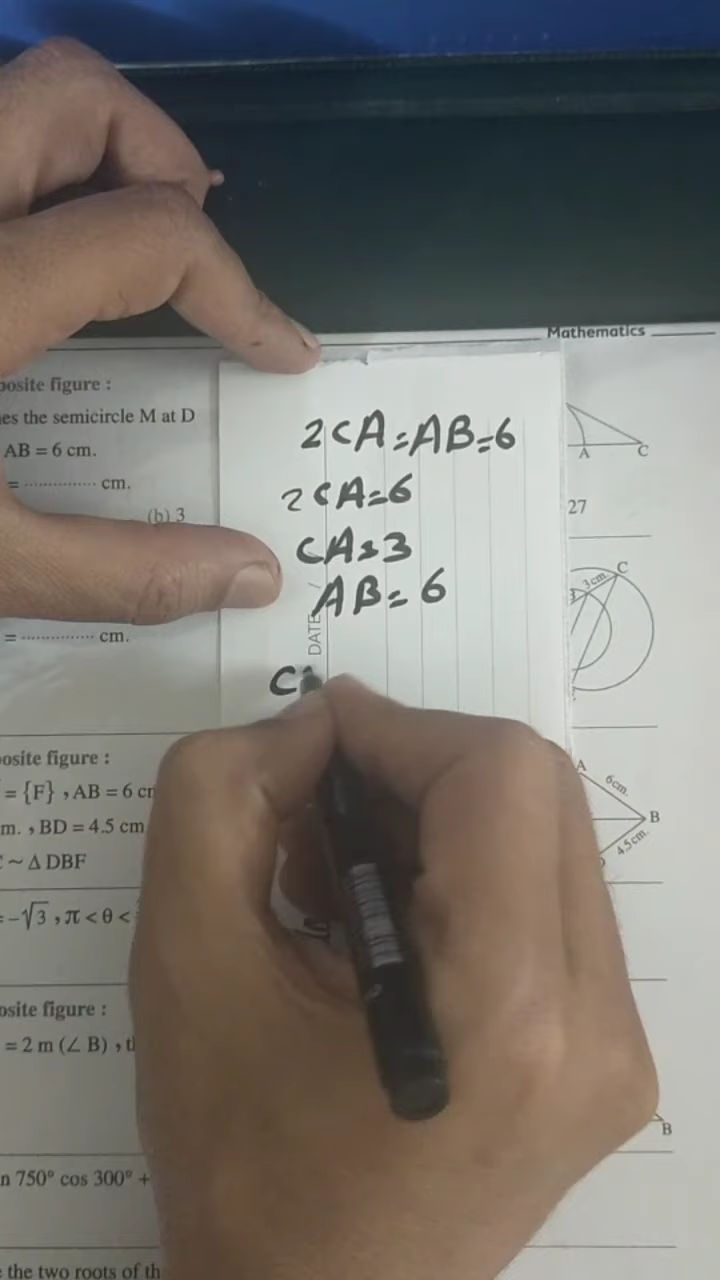 Mathematics
posite figure :
es the semicircle M at D
AB = 6 cm.
= .............. cm.
(b) 3
2CA=AB=6
2CA=6
CA=3
AB=6
C
DATE /
A
C
27
3cm.
C
= ............... cm.
osite figure :
= {F} , AB = 6 cm
m. , BD = 4.5 cm
~ Δ DBF
A
6cm.
B
4.5cm.
= -√3 , π < θ <
osite figure :
= 2 m (∠ B) ,
B
n 750° cos 300° +
the two roots of th